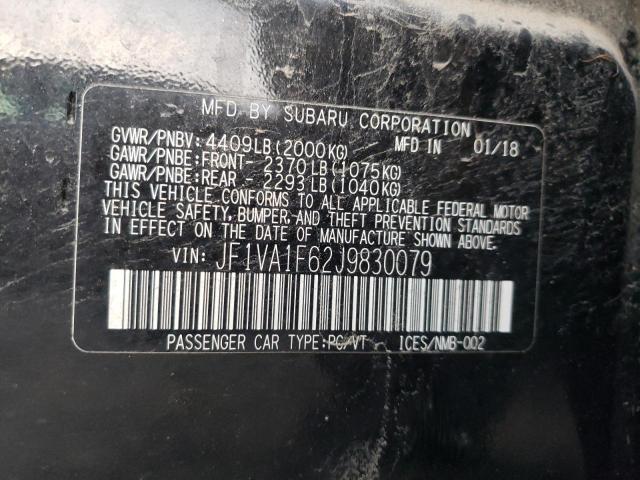 MFD. BY SUBARU CORPORATION
GVWR/PNBV: 4409LB (2000KG) MFD IN 01/18
GAWR/PNBE: FRONT- 2370LB (1075KG)
GAWR/PNBE: REAR - 2293LB (1040KG)
THIS VEHICLE CONFORMS TO ALL APPLICABLE FEDERAL MOTOR
VEHICLE SAFETY, BUMPER, AND THEFT PREVENTION STANDARDS
IN EFFECT ON THE DATE OF MANUFACTURE SHOWN ABOVE.
VIN: JF1VA1F62J9830079
PASSENGER CAR TYPE: PC/VT ICES/NMB-002